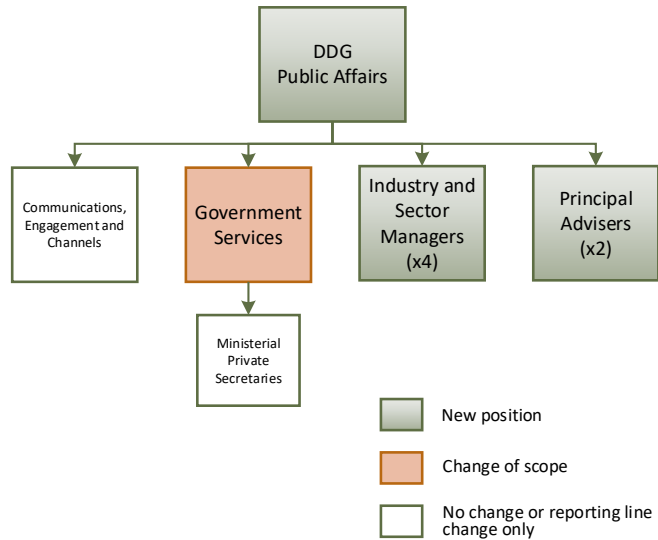 DDG
Public Affairs
Communications,
Engagement and
Channels
Government
Services
Industry and
Sector
Managers
(x4)
Principal
Advisers
(x2)
Ministerial
Private
Secretaries
New position
Change of scope
No change or reporting line
change only